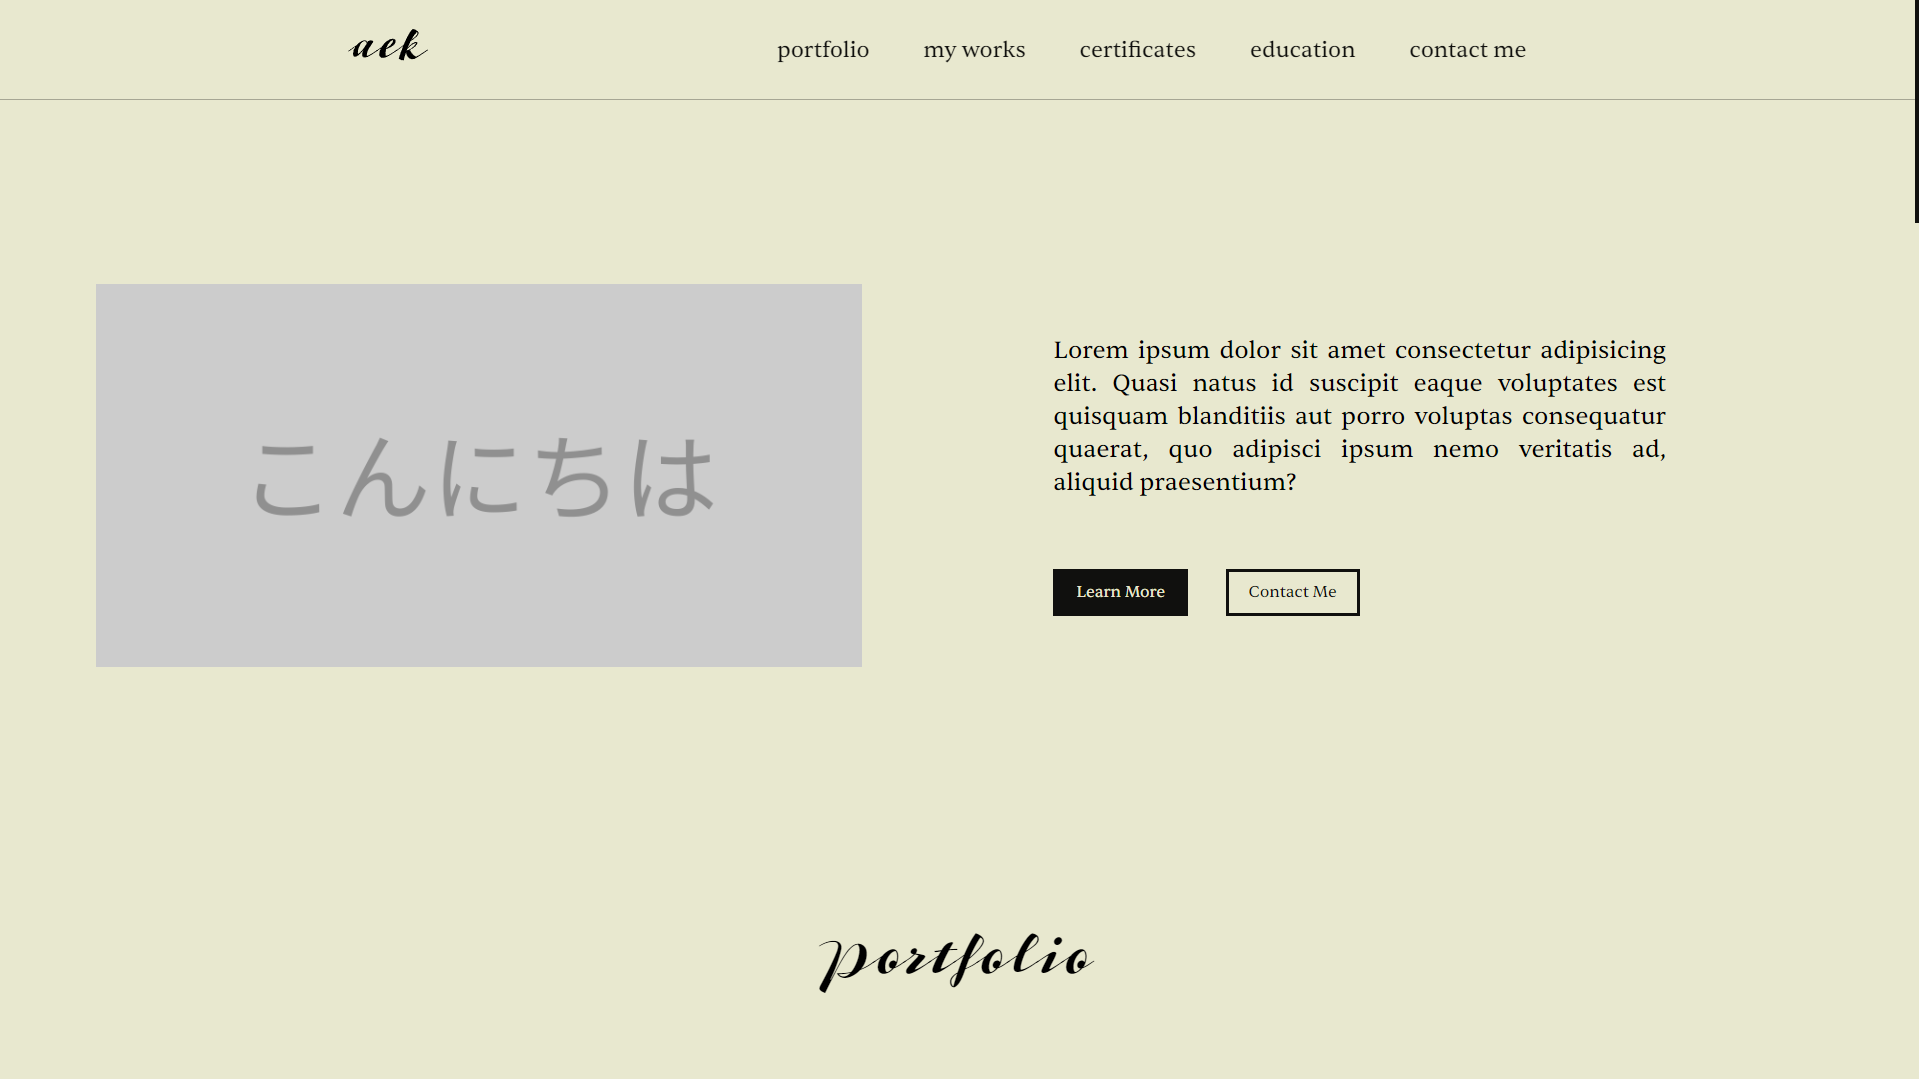 aek
portfolio
my works
certificates
education
contact me
こんにちは
Lorem ipsum dolor sit amet consectetur adipisicing
elit. Quasi natus id suscipit eaque voluptates est
quisquam blanditiis aut porro voluptas consequatur
quaerat, quo adipisci ipsum nemo veritatis ad,
aliquid praesentium?
Learn More
Contact Me
portfolio